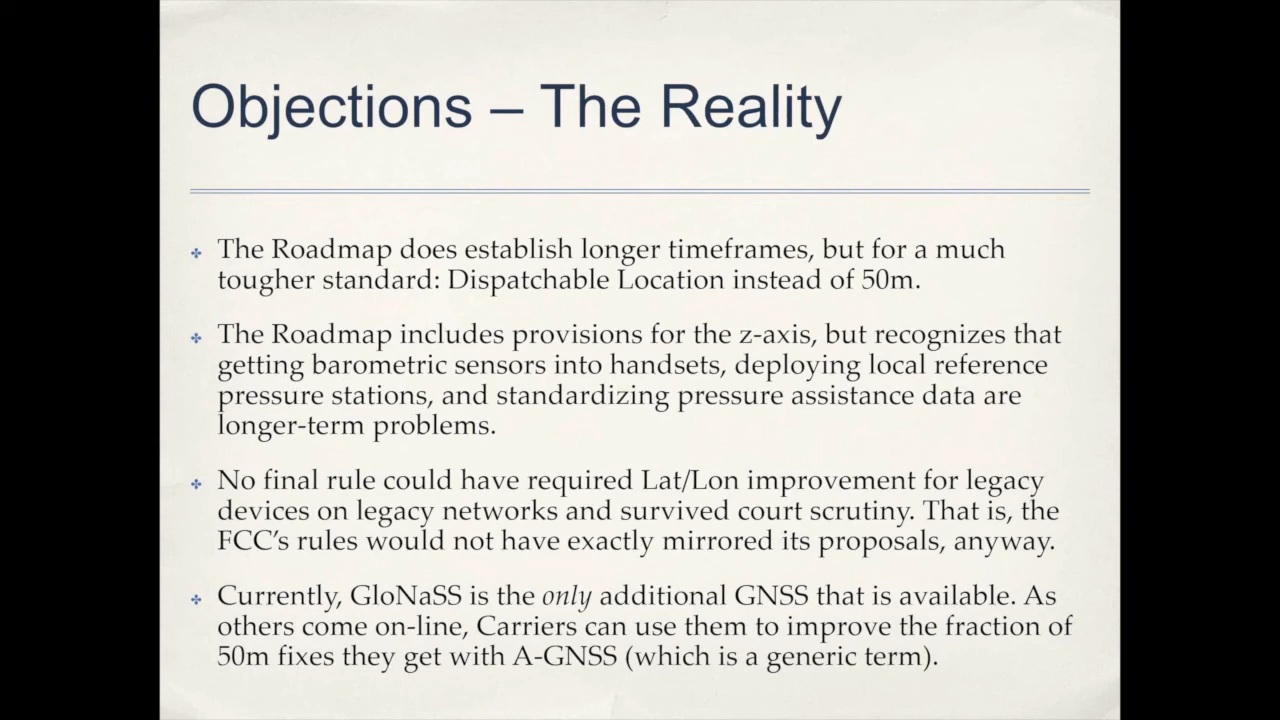 Objections – The Reality
The Roadmap does establish longer timeframes, but for a much
tougher standard: Dispatchable Location instead of 50m.
The Roadmap includes provisions for the z-axis, but recognizes that
getting barometric sensors into handsets, deploying local reference
pressure stations, and standardizing pressure assistance data are
longer-term problems.
No final rule could have required Lat/Lon improvement for legacy
devices on legacy networks and survived court scrutiny. That is, the
FCC's rules would not have exactly mirrored its proposals, anyway.
Currently, GloNaSS is the only additional GNSS that is available. As
others come on-line, Carriers can use them to improve the fraction of
50m fixes they get with A-GNSS (which is a generic term).